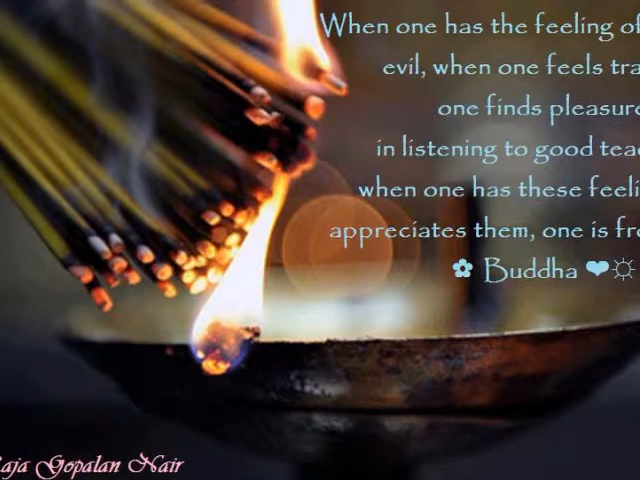 When one has the feeling of
evil, when one feels tra
one finds pleasure
in listening to good teac
when one has these feeli
appreciates them, one is fre
✿ Buddha ❤☼
aja Gopalan Nair